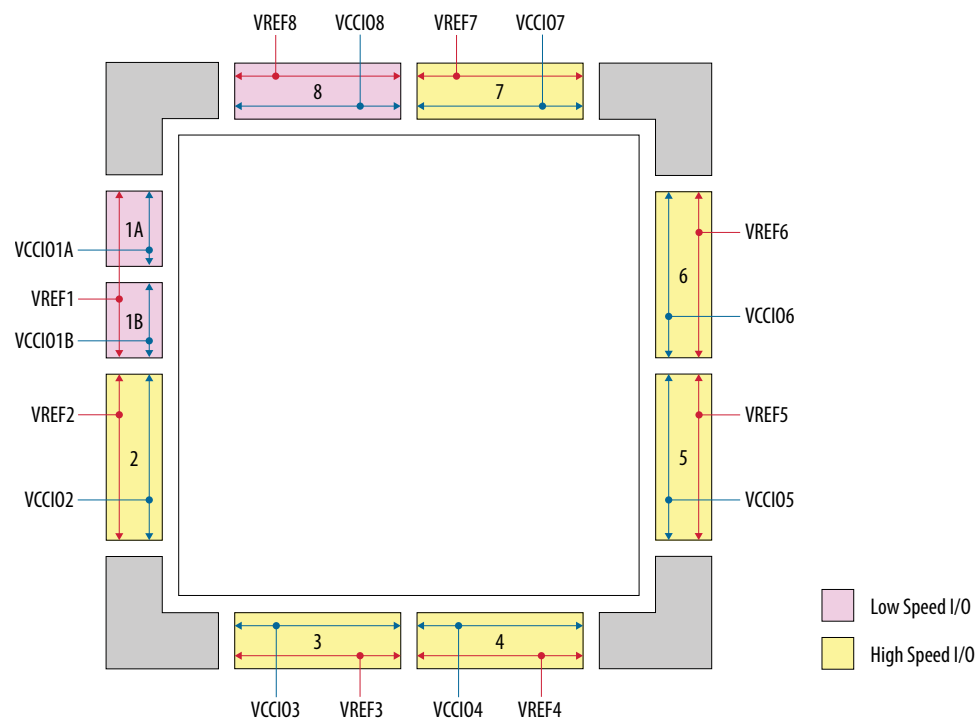 VREF8
VCCIO8
VREF7
VCCIO7
8
7
1A
VCCIO1A
VREF1
1B
VCCIO1B
VREF2
2
VCCIO2
VREF6
6
VCCIO6
VREF5
5
VCCIO5
3
4
VCCIO3
VREF3
VCCIO4
VREF4
Low Speed I/O
High Speed I/O